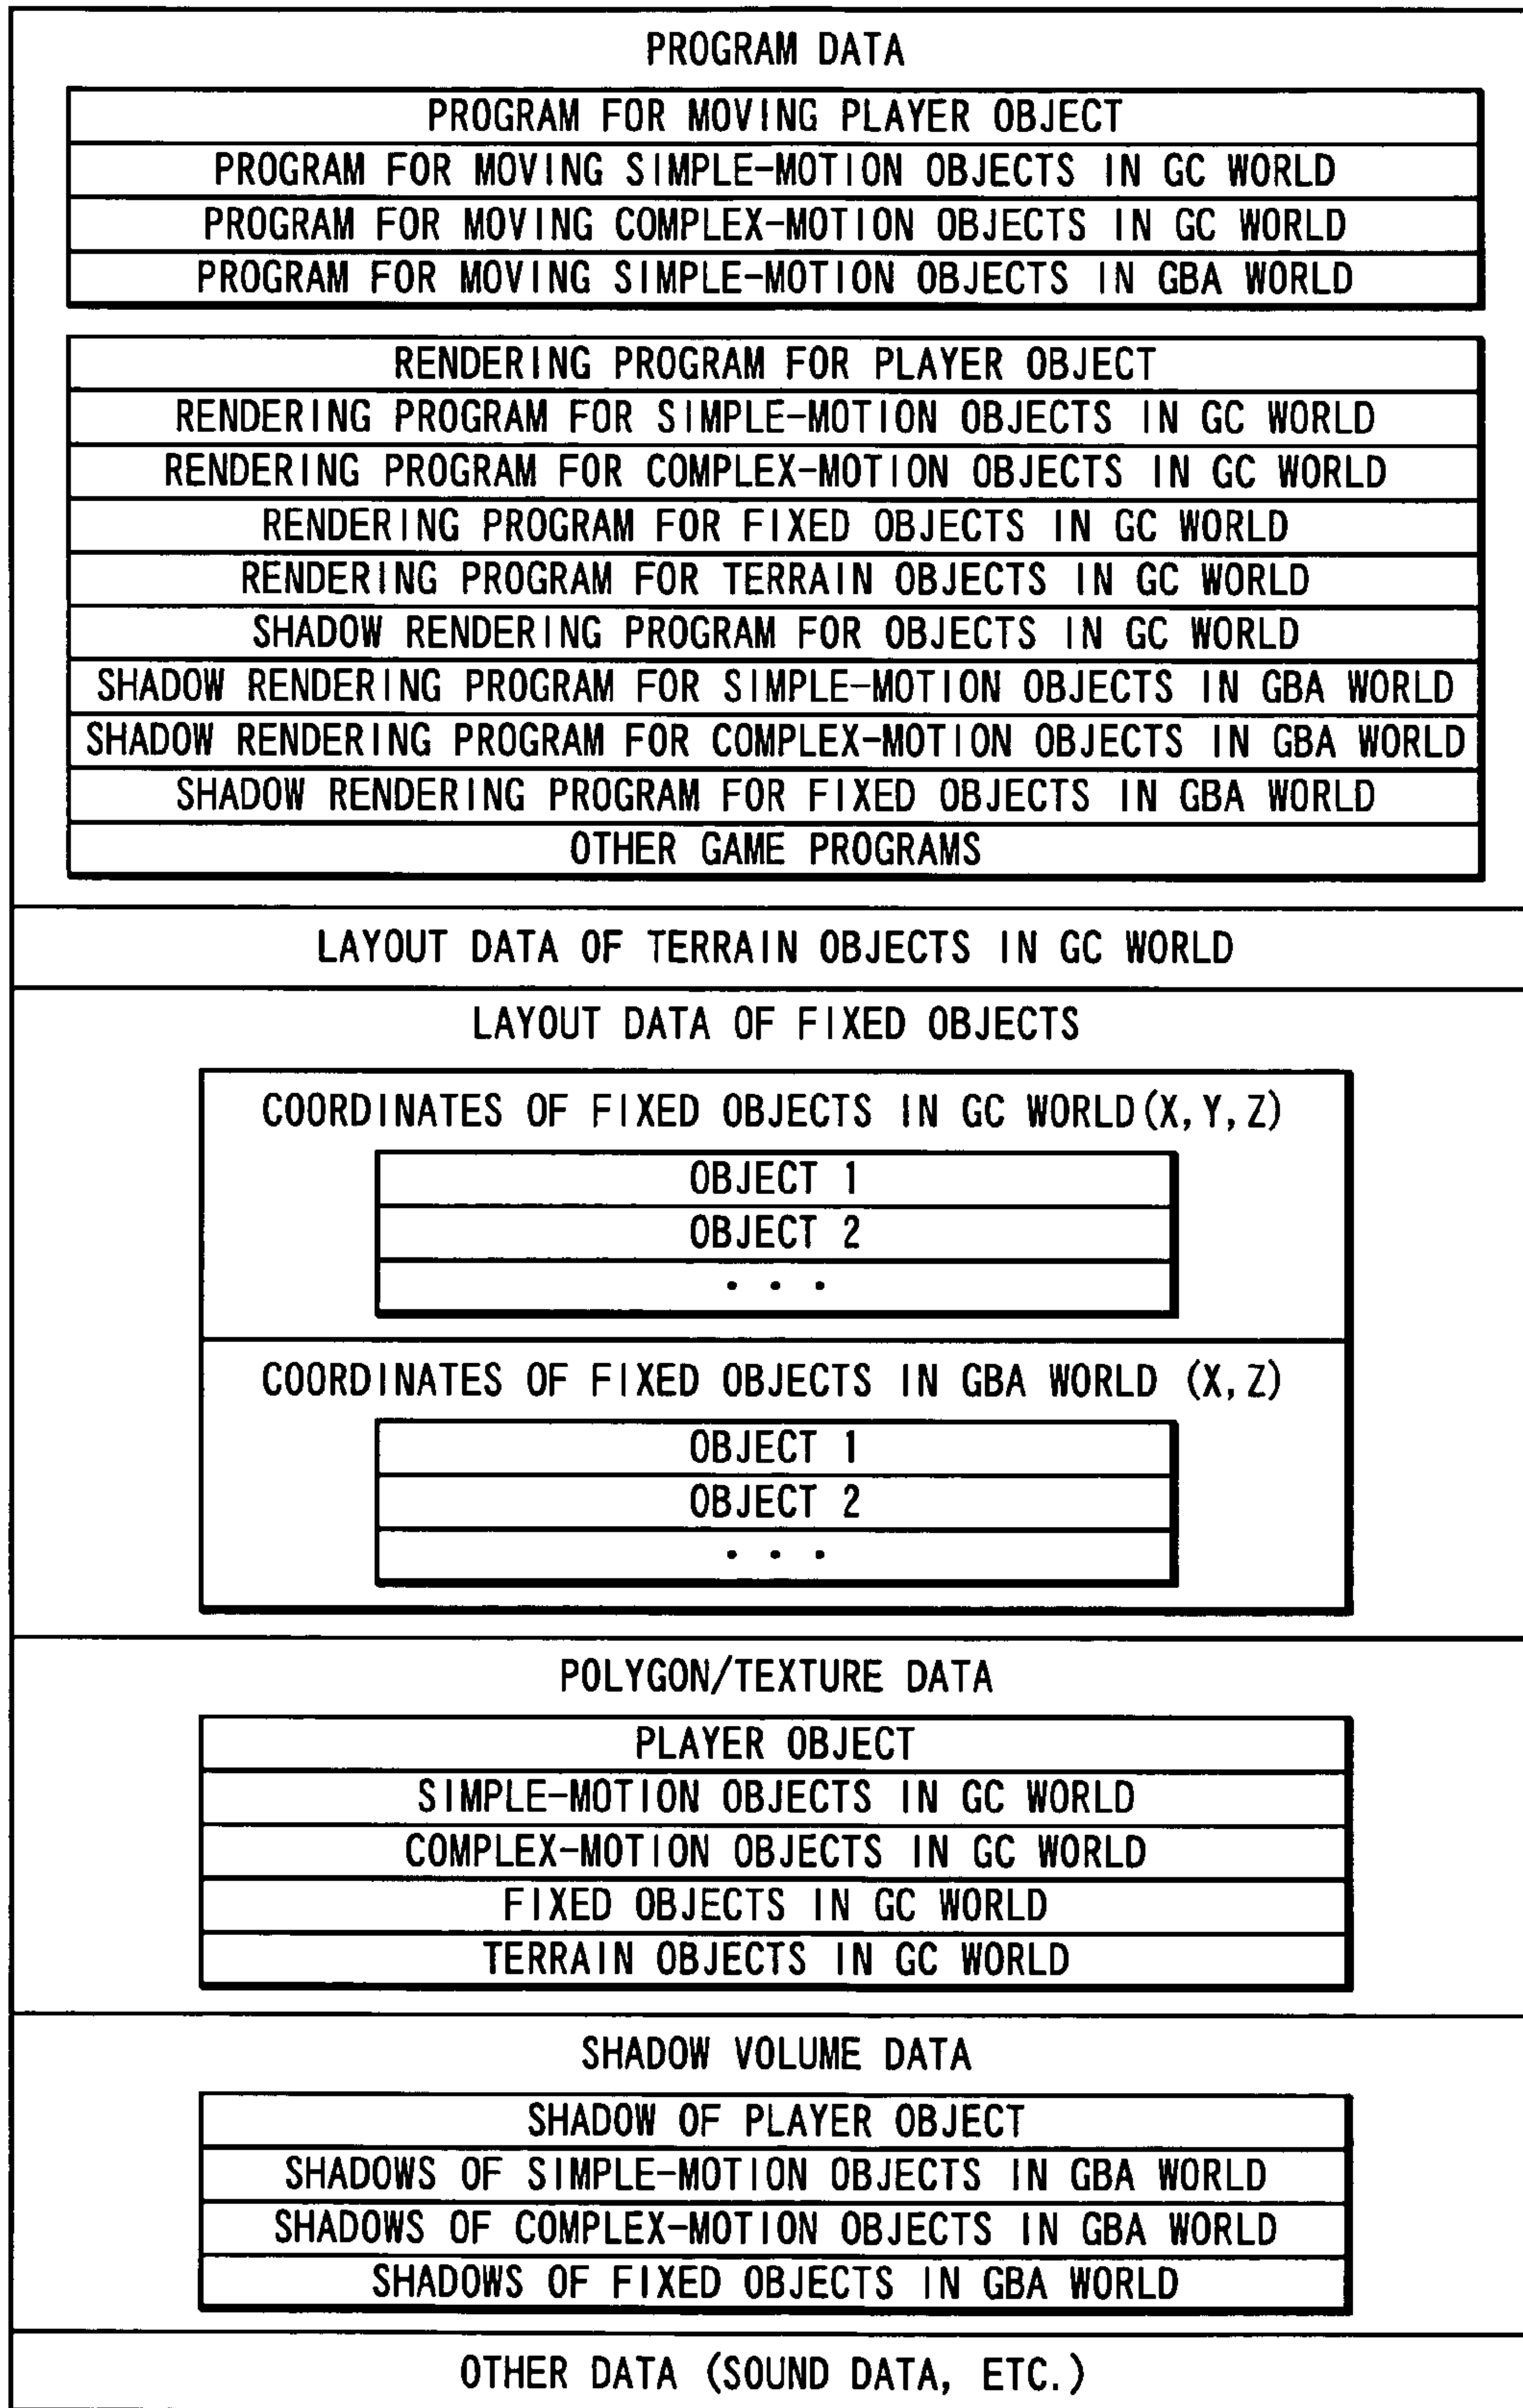 PROGRAM DATA
PROGRAM FOR MOVING PLAYER OBJECT
PROGRAM FOR MOVING SIMPLE-MOTION OBJECTS IN GC WORLD
PROGRAM FOR MOVING COMPLEX-MOTION OBJECTS IN GC WORLD
PROGRAM FOR MOVING SIMPLE-MOTION OBJECTS IN GBA WORLD
RENDERING PROGRAM FOR PLAYER OBJECT
RENDERING PROGRAM FOR SIMPLE-MOTION OBJECTS IN GC WORLD
RENDERING PROGRAM FOR COMPLEX-MOTION OBJECTS IN GC WORLD
RENDERING PROGRAM FOR FIXED OBJECTS IN GC WORLD
RENDERING PROGRAM FOR TERRAIN OBJECTS IN GC WORLD
SHADOW RENDERING PROGRAM FOR OBJECTS IN GC WORLD
SHADOW RENDERING PROGRAM FOR SIMPLE-MOTION OBJECTS IN GBA WORLD
SHADOW RENDERING PROGRAM FOR COMPLEX-MOTION OBJECTS IN GBA WORLD
SHADOW RENDERING PROGRAM FOR FIXED OBJECTS IN GBA WORLD
OTHER GAME PROGRAMS
LAYOUT DATA OF TERRAIN OBJECTS IN GC WORLD
LAYOUT DATA OF FIXED OBJECTS
COORDINATES OF FIXED OBJECTS IN GC WORLD(X,Y,Z)
OBJECT 1
OBJECT 2
. . .
COORDINATES OF FIXED OBJECTS IN GBA WORLD (X,Z)
OBJECT 1
OBJECT 2
. . .
POLYGON/TEXTURE DATA
PLAYER OBJECT
SIMPLE-MOTION OBJECTS IN GC WORLD
COMPLEX-MOTION OBJECTS IN GC WORLD
FIXED OBJECTS IN GC WORLD
TERRAIN OBJECTS IN GC WORLD
SHADOW VOLUME DATA
SHADOW OF PLAYER OBJECT
SHADOWS OF SIMPLE-MOTION OBJECTS IN GBA WORLD
SHADOWS OF COMPLEX-MOTION OBJECTS IN GBA WORLD
SHADOWS OF FIXED OBJECTS IN GBA WORLD
OTHER DATA (SOUND DATA, ETC.)